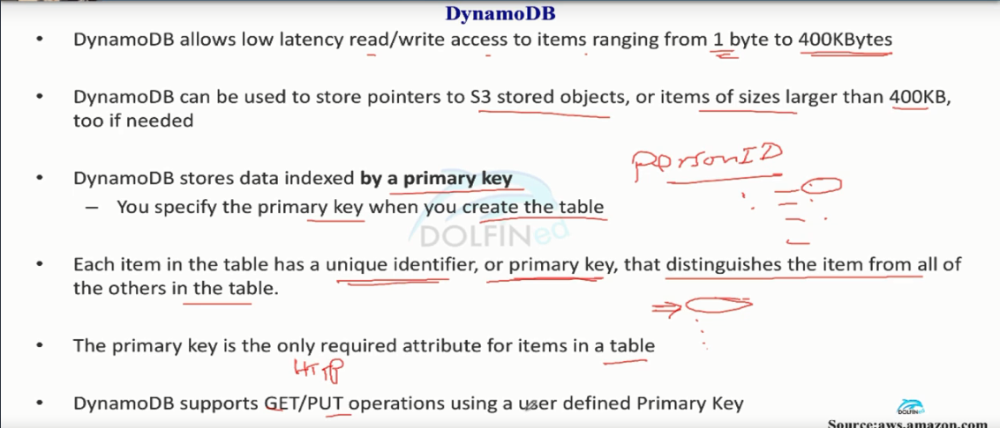 DynamoDB
• DynamoDB allows low latency read/write access to items ranging from 1 byte to 400KBytes
• DynamoDB can be used to store pointers to S3 stored objects, or items of sizes larger than 400KB,
too if needed
personID
• DynamoDB stores data indexed by a primary key
– You specify the primary key when you create the table
DOLFINed
• Each item in the table has a unique identifier, or primary key, that distinguishes the item from all of
the others in the table.
• The primary key is the only required attribute for items in a table
HTTP
• DynamoDB supports GET/PUT operations using a user defined Primary Key
DOLFIN
Source:aws.amazon.com